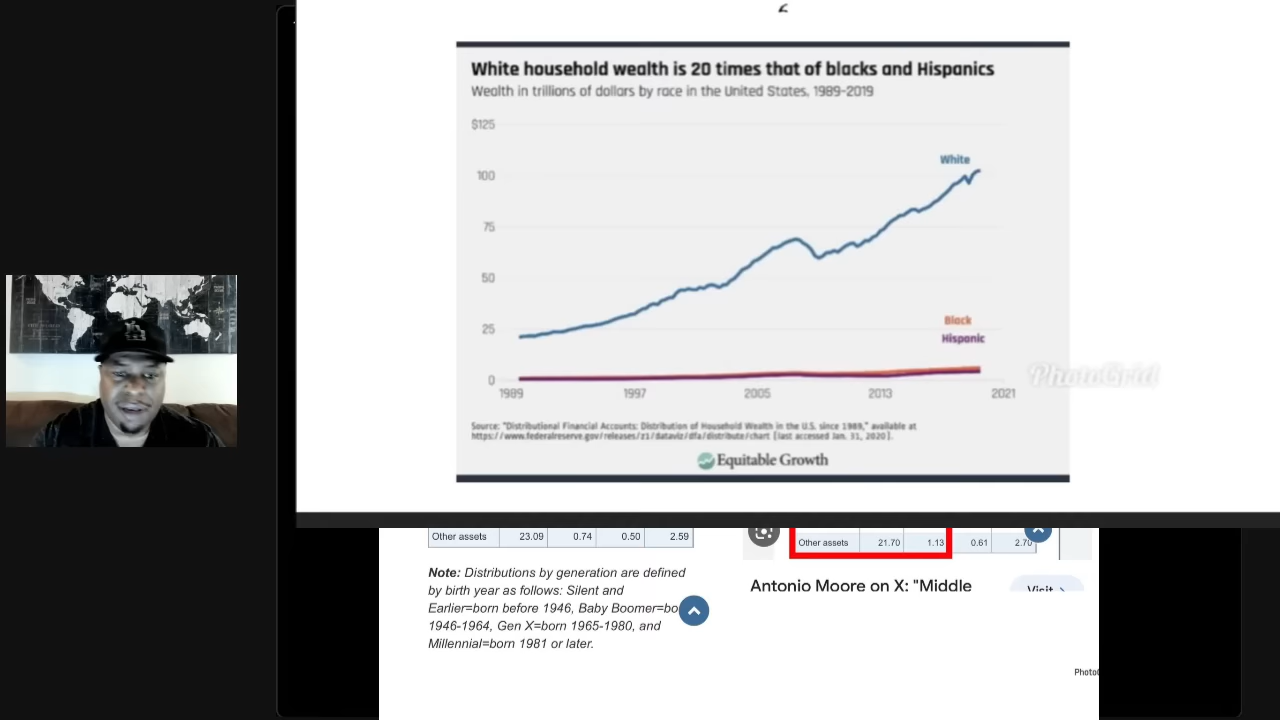 White household wealth is 20 times that of blacks and Hispanics
Wealth in trillions of dollars by race in the United States, 1989–2019
$125
100
75
50
25
0
White
Black
Hispanic
1989 1997 2005 2013 2021
PhotoGrid
Source: "Distributional Financial Accounts: Distribution of Household Wealth in the U.S. since 1989," available at
https://www.federalreserve.gov/releases/z1/dataviz/dfa/distribute/chart [last accessed Jan. 31, 2020].
Equitable Growth
Other assets 23.09 0.74 0.50 2.59
Other assets 21.70 1.13 0.61 2.70
Note: Distributions by generation are defined
by birth year as follows: Silent and
Earlier=born before 1946, Baby Boomer=bo
1946-1964, Gen X=born 1965-1980, and
Millennial=born 1981 or later.
Antonio Moore on X: "Middle
Visit
PhotoG